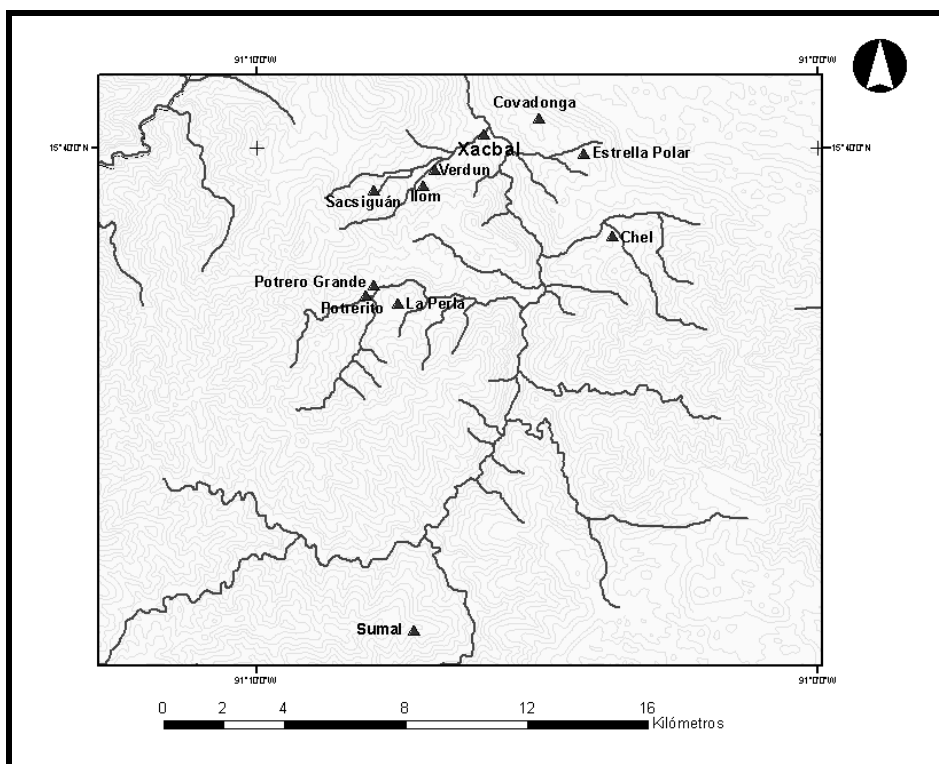 91°10'0"W
91°0'0"W
Covadonga
15°40'0"N
15°40'0"N
Xacbal
Estrella Polar
Verdun
Ilom
Sacsiguán
Chel
Potrero Grande
Potrerito
La Perla
Sumal
91°10'0"W
91°0'0"W
0 2 4 8 12 16
Kilómetros